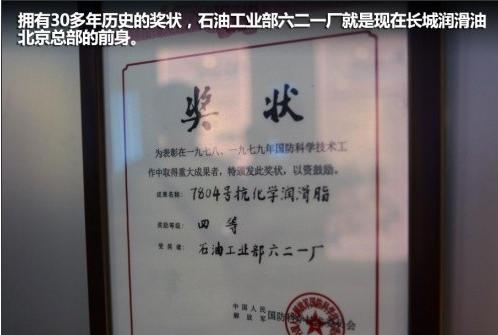 拥有30多年历史的奖状，石油工业部六二一厂就是现在长城润滑油
北京总部的前身。
奖状
为表彰在一九七八、一九七九年国防科学技术工
作中取得重大成果者，特颁发此奖状，以资鼓励。
成果名称：7804号抗化学润滑脂
奖励等级：四等
受奖者：石油工业部六二一厂
中国人民
解放军
国防科
会